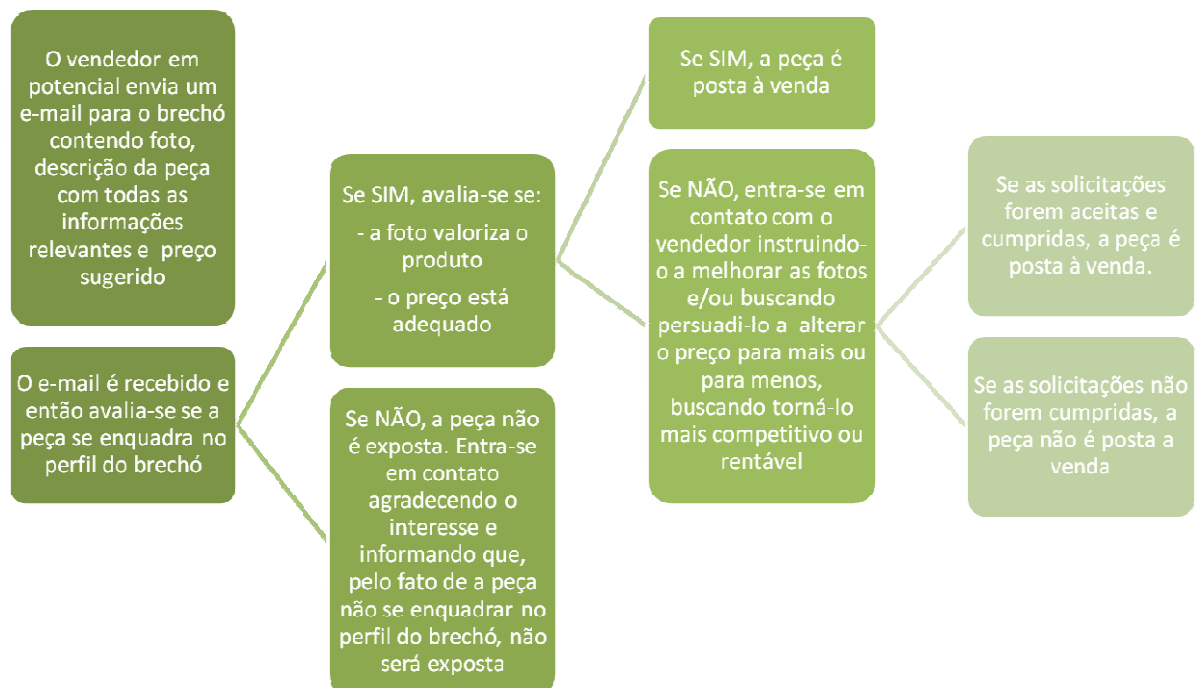 O vendedor em
potencial envia um
e-mail para o brechó
contendo foto,
descrição da peça
com todas as
informações
relevantes e preço
sugerido
O e-mail é recebido e
então avalia-se se a
peça se enquadra no
perfil do brechó
Se SIM, avalia-se se:
- a foto valoriza o
produto
- o preço está
adequado
Se NÃO, a peça não
é exposta. Entra-se
em contato
agradecendo o
interesse e
informando que,
pelo fato de a peça
não se enquadrar no
perfil do brechó, não
será exposta
Se SIM, a peça é
posta à venda
Se NÃO, entra-se em
contato com o
vendedor instruindo-
o a melhorar as fotos
e/ou buscando
persuadi-lo a alterar
o preço para mais ou
para menos,
buscando torná-lo
mais competitivo ou
rentável
Se as solicitações
forem aceitas e
cumpridas, a peça é
posta à venda.
Se as solicitações não
forem cumpridas, a
peça não é posta a
venda